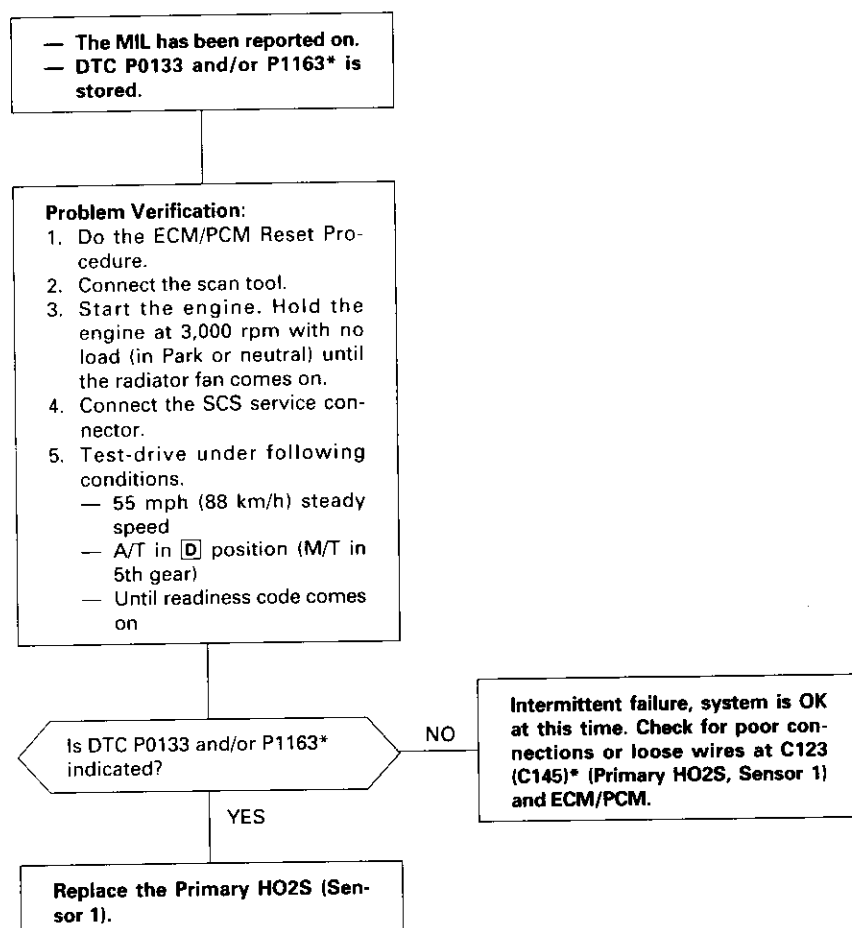 — The MIL has been reported on.
— DTC P0133 and/or P1163* is
stored.
Problem Verification:
1. Do the ECM/PCM Reset Pro-
cedure.
2. Connect the scan tool.
3. Start the engine. Hold the
engine at 3,000 rpm with no
load (in Park or neutral) until
the radiator fan comes on.
4. Connect the SCS service con-
nector.
5. Test-drive under following
conditions.
— 55 mph (88 km/h) steady
speed
— A/T in D position (M/T in
5th gear)
— Until readiness code comes
on
Is DTC P0133 and/or P1163*
indicated?
NO
Intermittent failure, system is OK
at this time. Check for poor con-
nections or loose wires at C123
(C145)* (Primary HO2S, Sensor 1)
and ECM/PCM.
YES
Replace the Primary HO2S (Sen-
sor 1).